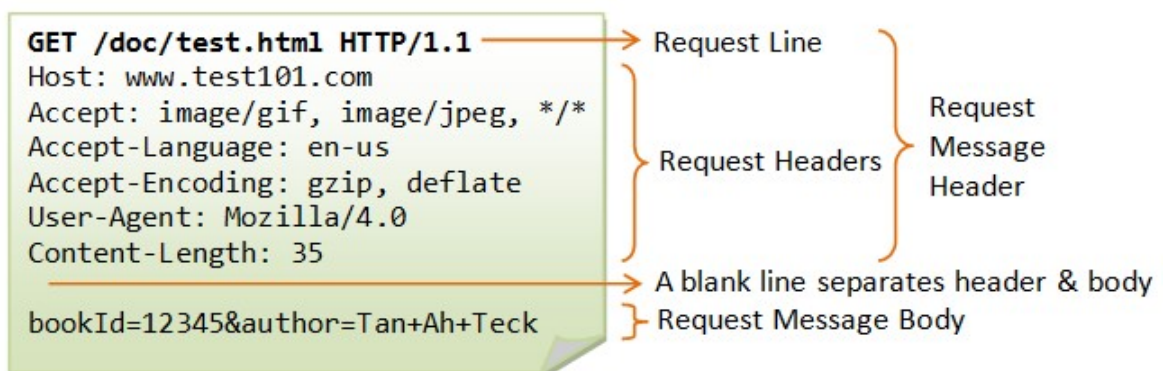 GET /doc/test.html HTTP/1.1
Request Line
Host: www.test101.com
Accept: image/gif, image/jpeg, */*
Accept-Language: en-us
Accept-Encoding: gzip, deflate
User-Agent: Mozilla/4.0
Content-Length: 35
Request Headers
Request
Message
Header
A blank line separates header & body
bookId=12345&author=Tan+Ah+Teck
Request Message Body